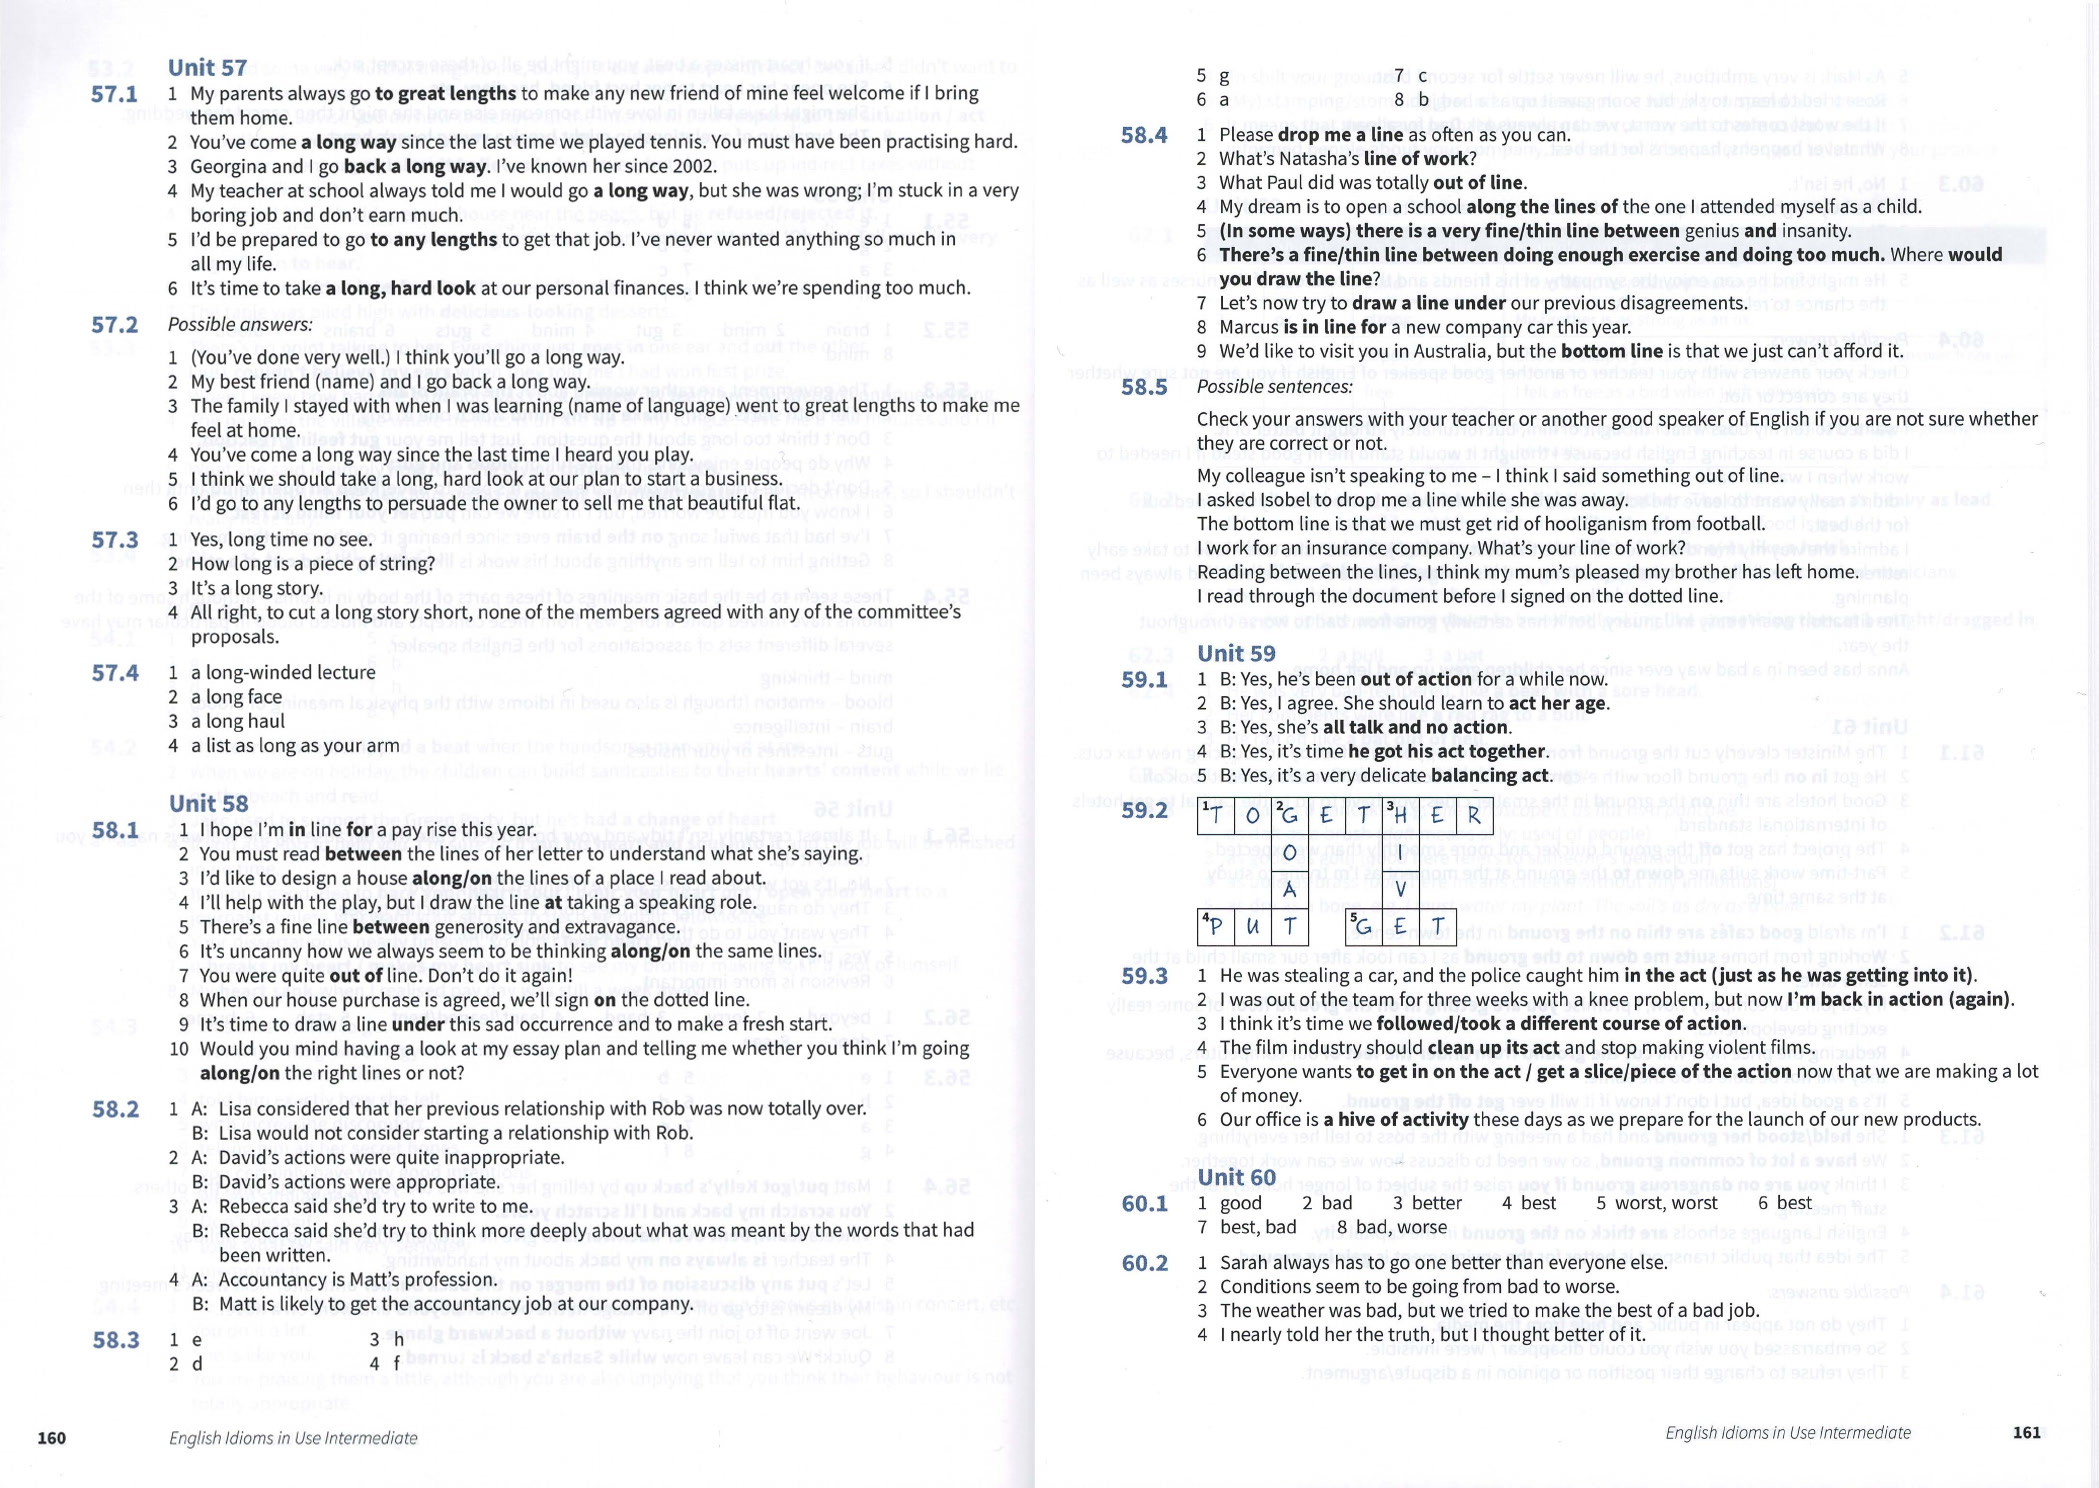 Unit 57
57.1 1 My parents always go to great lengths to make any new friend of mine feel welcome if I bring
them home.
2 You've come a long way since the last time we played tennis. You must have been practising hard.
3 Georgina and I go back a long way. I've known her since 2002.
4 My teacher at school always told me I would go a long way, but she was wrong; I'm stuck in a very
boring job and don't earn much.
5 I'd be prepared to go to any lengths to get that job. I've never wanted anything so much in
all my life.
6 It's time to take a long, hard look at our personal finances. I think we're spending too much.
57.2 Possible answers:
1 (You've done very well.) I think you'll go a long way.
2 My best friend (name) and I go back a long way.
3 The family I stayed with when I was learning (name of language) went to great lengths to make me
feel at home.
4 You've come a long way since the last time I heard you play.
5 I think we should take a long, hard look at our plan to start a business.
6 I'd go to any lengths to persuade the owner to sell me that beautiful flat.
57.3 1 Yes, long time no see.
2 How long is a piece of string?
3 It's a long story.
4 All right, to cut a long story short, none of the members agreed with any of the committee's
proposals.
57.4 1 a long-winded lecture
2 a long face
3 a long haul
4 a list as long as your arm
Unit 58
58.1 1 I hope I'm in line for a pay rise this year.
2 You must read between the lines of her letter to understand what she's saying.
3 I'd like to design a house along/on the lines of a place I read about.
4 I'll help with the play, but I draw the line at taking a speaking role.
5 There's a fine line between generosity and extravagance.
6 It's uncanny how we always seem to be thinking along/on the same lines.
7 You were quite out of line. Don't do it again!
8 When our house purchase is agreed, we'll sign on the dotted line.
9 It's time to draw a line under this sad occurrence and to make a fresh start.
10 Would you mind having a look at my essay plan and telling me whether you think I'm going
along/on the right lines or not?
58.2 1 A: Lisa considered that her previous relationship with Rob was now totally over.
B: Lisa would not consider starting a relationship with Rob.
2 A: David's actions were quite inappropriate.
B: David's actions were appropriate.
3 A: Rebecca said she'd try to write to me.
B: Rebecca said she'd try to think more deeply about what was meant by the words that had
been written.
4 A: Accountancy is Matt's profession.
B: Matt is likely to get the accountancy job at our company.
58.3 1 e 3 h
2 d 4 f
160 English Idioms in Use Intermediate
5 g 7 c
6 a 8 b
58.4 1 Please drop me a line as often as you can.
2 What's Natasha's line of work?
3 What Paul did was totally out of line.
4 My dream is to open a school along the lines of the one I attended myself as a child.
5 (In some ways) there is a very fine/thin line between genius and insanity.
6 There's a fine/thin line between doing enough exercise and doing too much. Where would
you draw the line?
7 Let's now try to draw a line under our previous disagreements.
8 Marcus is in line for a new company car this year.
9 We'd like to visit you in Australia, but the bottom line is that we just can't afford it.
58.5 Possible sentences:
Check your answers with your teacher or another good speaker of English if you are not sure whether
they are correct or not.
My colleague isn't speaking to me – I think I said something out of line.
I asked Isobel to drop me a line while she was away.
The bottom line is that we must get rid of hooliganism from football.
I work for an insurance company. What's your line of work?
Reading between the lines, I think my mum's pleased my brother has left home.
I read through the document before I signed on the dotted line.
Unit 59
59.1 1 B: Yes, he's been out of action for a while now.
2 B: Yes, I agree. She should learn to act her age.
3 B: Yes, she's all talk and no action.
4 B: Yes, it's time he got his act together.
5 B: Yes, it's a very delicate balancing act.
59.2 1T O 2G E T 3H E R
O I
A V
4P U T 5G E T
59.3 1 He was stealing a car, and the police caught him in the act (just as he was getting into it).
2 I was out of the team for three weeks with a knee problem, but now I'm back in action (again).
3 I think it's time we followed/took a different course of action.
4 The film industry should clean up its act and stop making violent films.
5 Everyone wants to get in on the act / get a slice/piece of the action now that we are making a lot
of money.
6 Our office is a hive of activity these days as we prepare for the launch of our new products.
Unit 60
60.1 1 good 2 bad 3 better 4 best 5 worst, worst 6 best
7 best, bad 8 bad, worse
60.2 1 Sarah always has to go one better than everyone else.
2 Conditions seem to be going from bad to worse.
3 The weather was bad, but we tried to make the best of a bad job.
4 I nearly told her the truth, but I thought better of it.
English Idioms in Use Intermediate 161